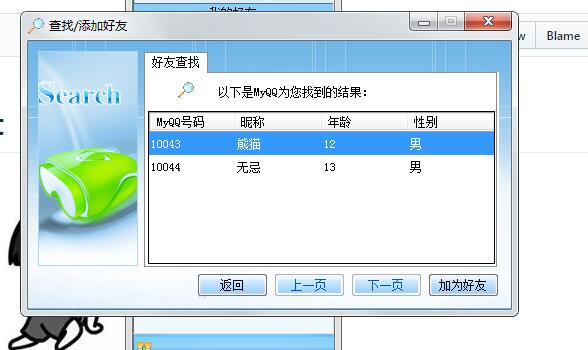 查找/添加好友
Blame
Search
好友查找
以下是MyQQ为您找到的结果：
MyQQ号码 昵称 年龄 性别
10043 熊猫 12 男
10044 无忌 13 男
返回 上一页 下一页 加为好友